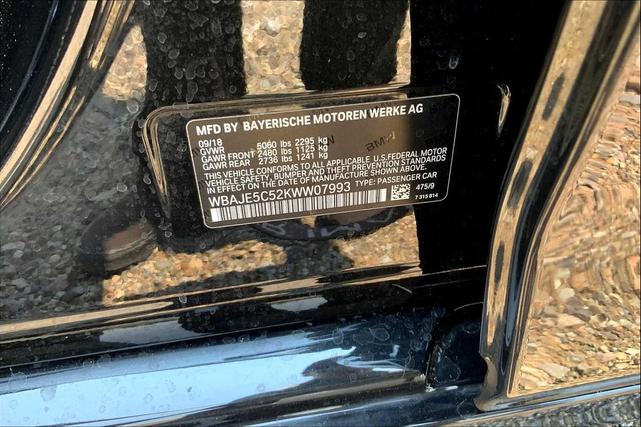 MFD BY BAYERISCHE MOTOREN WERKE AG
09/18
GVWR 5060 lbs 2295 kg
GAWR FRONT 2480 lbs 1125 kg
GAWR REAR 2736 lbs 1241 kg
THIS VEHICLE CONFORMS TO ALL APPLICABLE U.S.FEDERAL MOTOR
VEHICLE SAFETY, BUMPER AND THEFT PREVENTION STANDARDS
IN EFFECT ON THE DATE OF MANUFACTURE SHOWN ABOVE.
WBAJE5C52KWW07993 TYPE: PASSENGER CAR
475/9
7 315 814